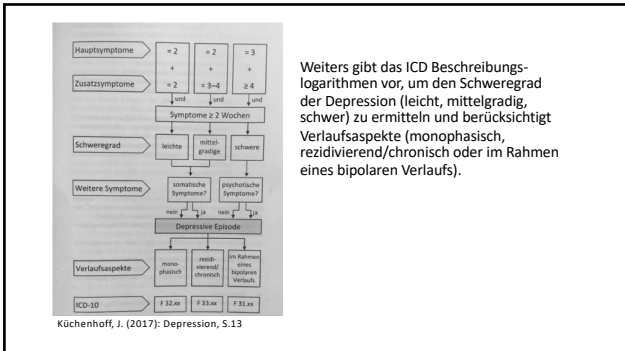 Hauptsymptome
= 2
= 2
= 3
+
+
+
Zusatzsymptome
= 2
= 3–4
≥ 4
und
und
und
Symptome ≥ 2 Wochen
Schweregrad
leichte
mittel-
gradige
schwere
Weitere Symptome
somatische
Symptome?
psychotische
Symptome?
nein
ja
nein
ja
Depressive Episode
Verlaufsaspekte
mono-
phasisch
rezidi-
vierend/
chronisch
im Rahmen
eines
bipolaren
Verlaufs
ICD-10
F 32.xx
F 33.xx
F 31.xx
Küchenhoff, J. (2017): Depression, S.13
Weiters gibt das ICD Beschreibungs-
logarithmen vor, um den Schweregrad
der Depression (leicht, mittelgradig,
schwer) zu ermitteln und berücksichtigt
Verlaufsaspekte (monophasisch,
rezidivierend/chronisch oder im Rahmen
eines bipolaren Verlaufs).